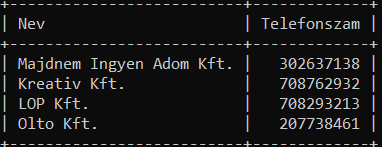 Nev Telefonszam
Majdnem Ingyen Adom Kft. 302637138
Kreativ Kft. 708762932
LOP Kft. 708293213
Olto Kft. 207738461